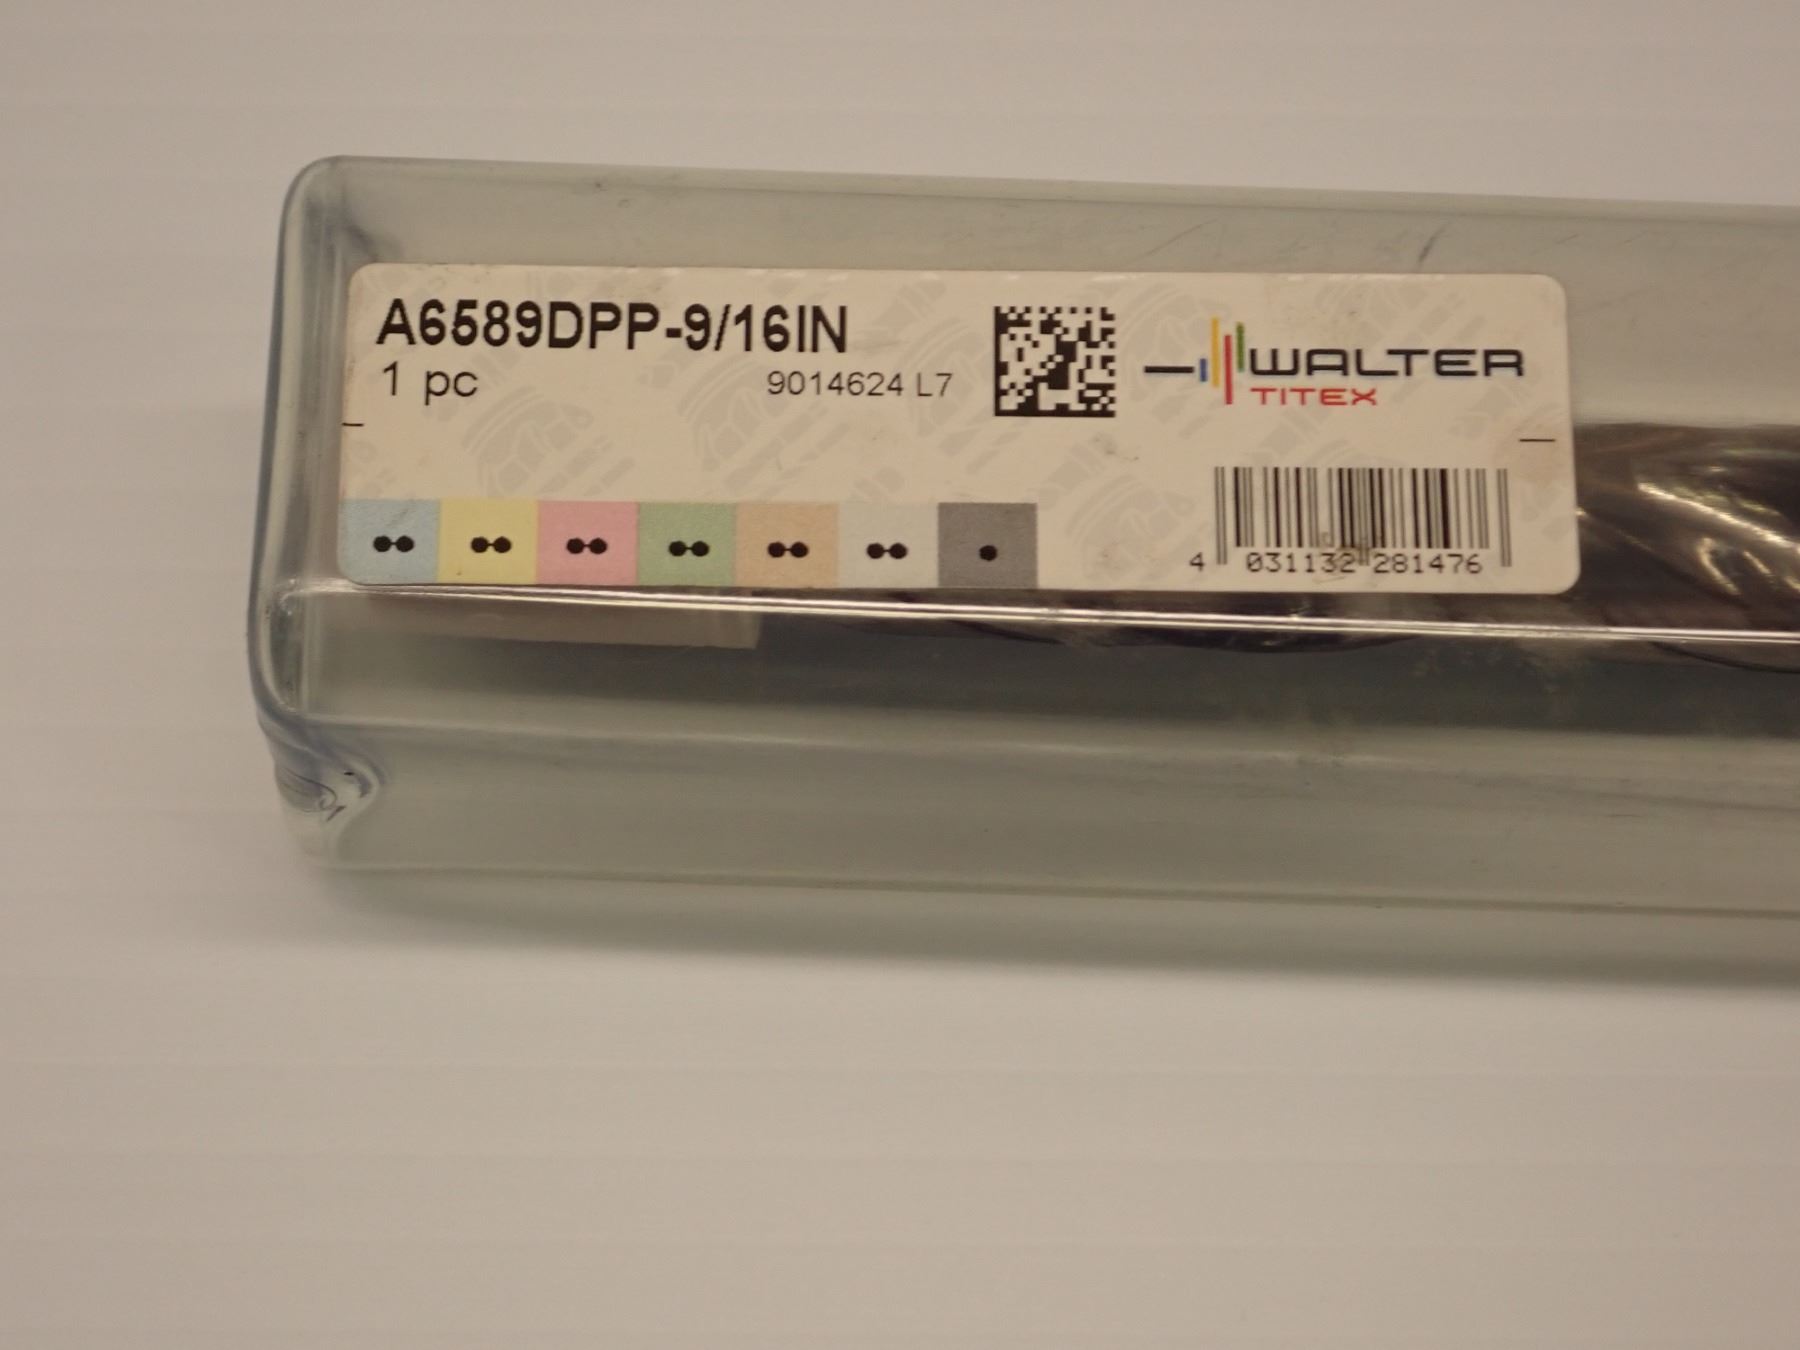 A6589DPP-9/16IN
1 pc
9014624 L7
WALTER
TITEX
4 031132 281476